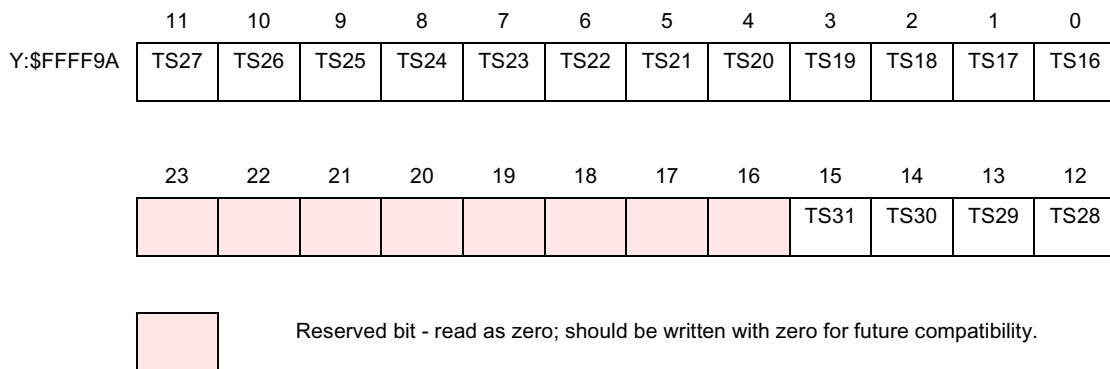 11 10 9 8 7 6 5 4 3 2 1 0
Y:$FFFF9A TS27 TS26 TS25 TS24 TS23 TS22 TS21 TS20 TS19 TS18 TS17 TS16
23 22 21 20 19 18 17 16 15 14 13 12
TS31 TS30 TS29 TS28
Reserved bit - read as zero; should be written with zero for future compatibility.